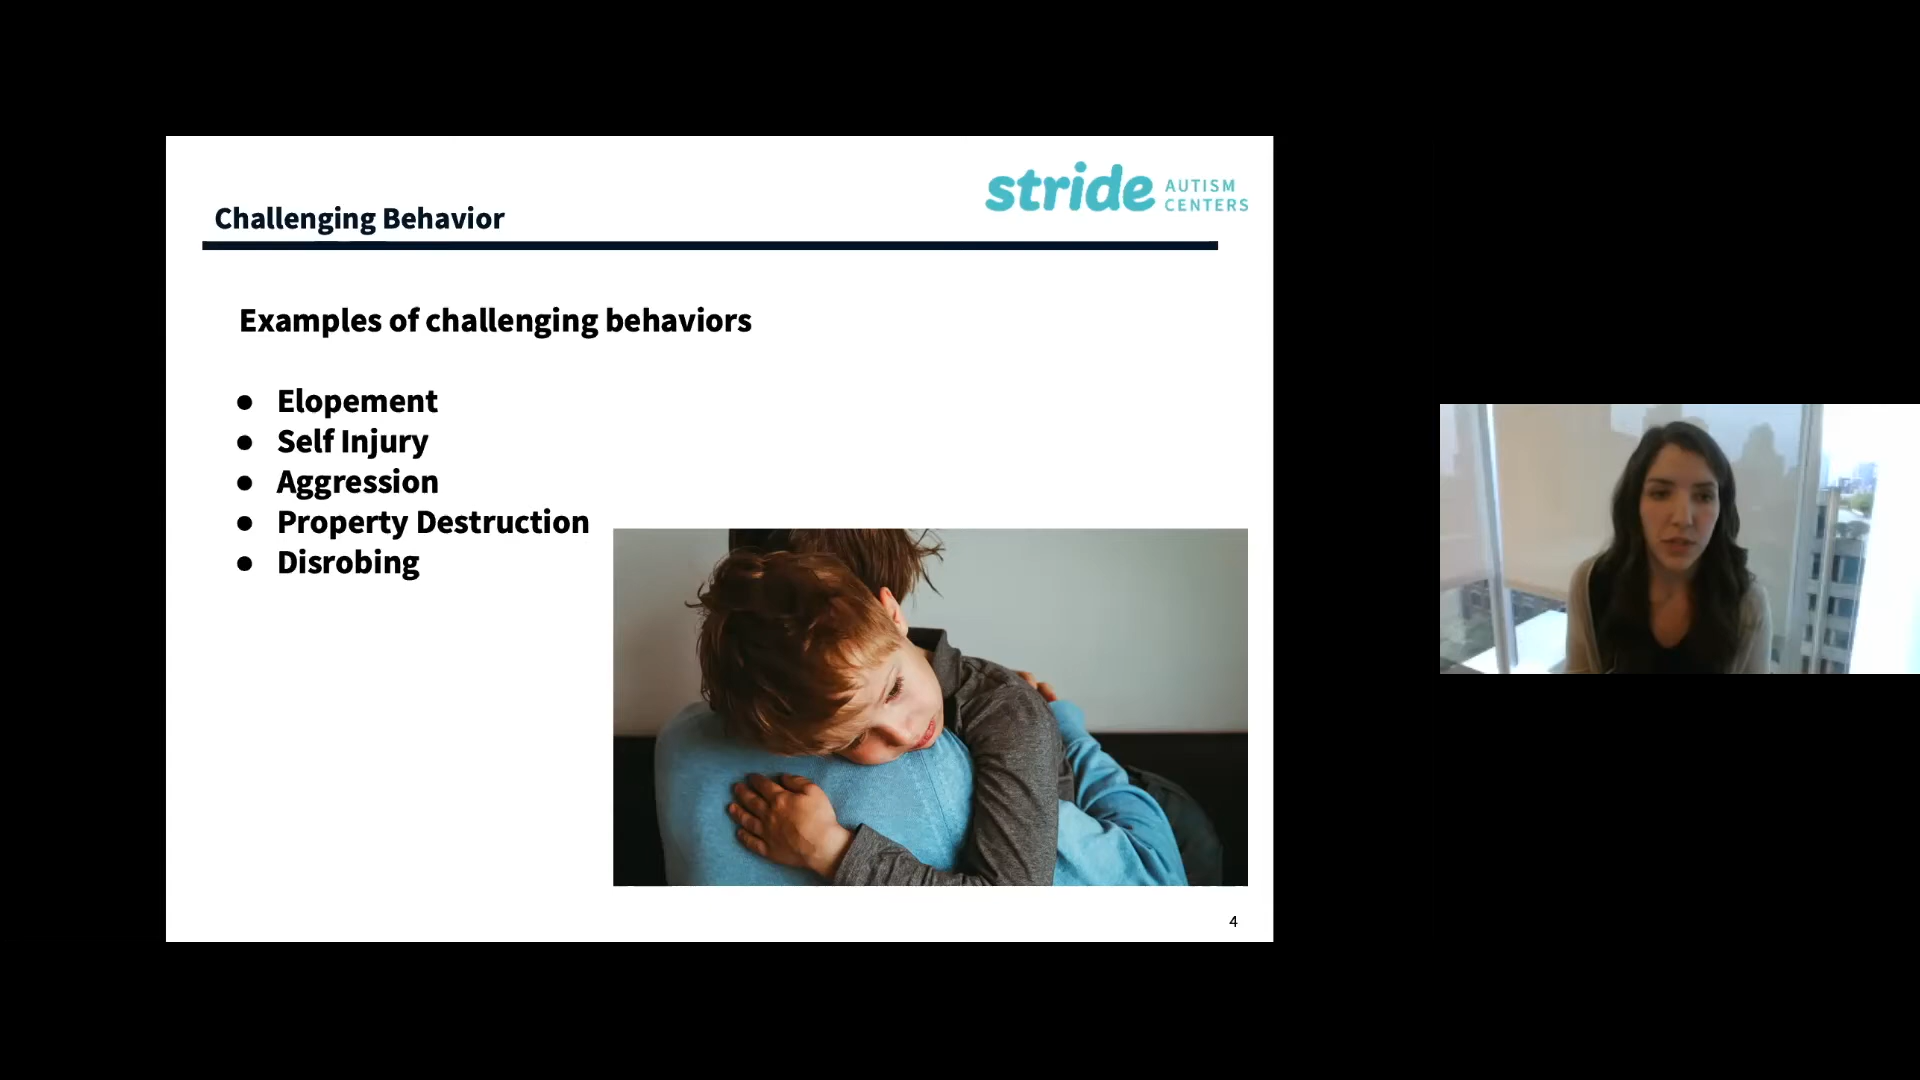 stride AUTISM
CENTERS
Challenging Behavior
Examples of challenging behaviors
● Elopement
● Self Injury
● Aggression
● Property Destruction
● Disrobing
4